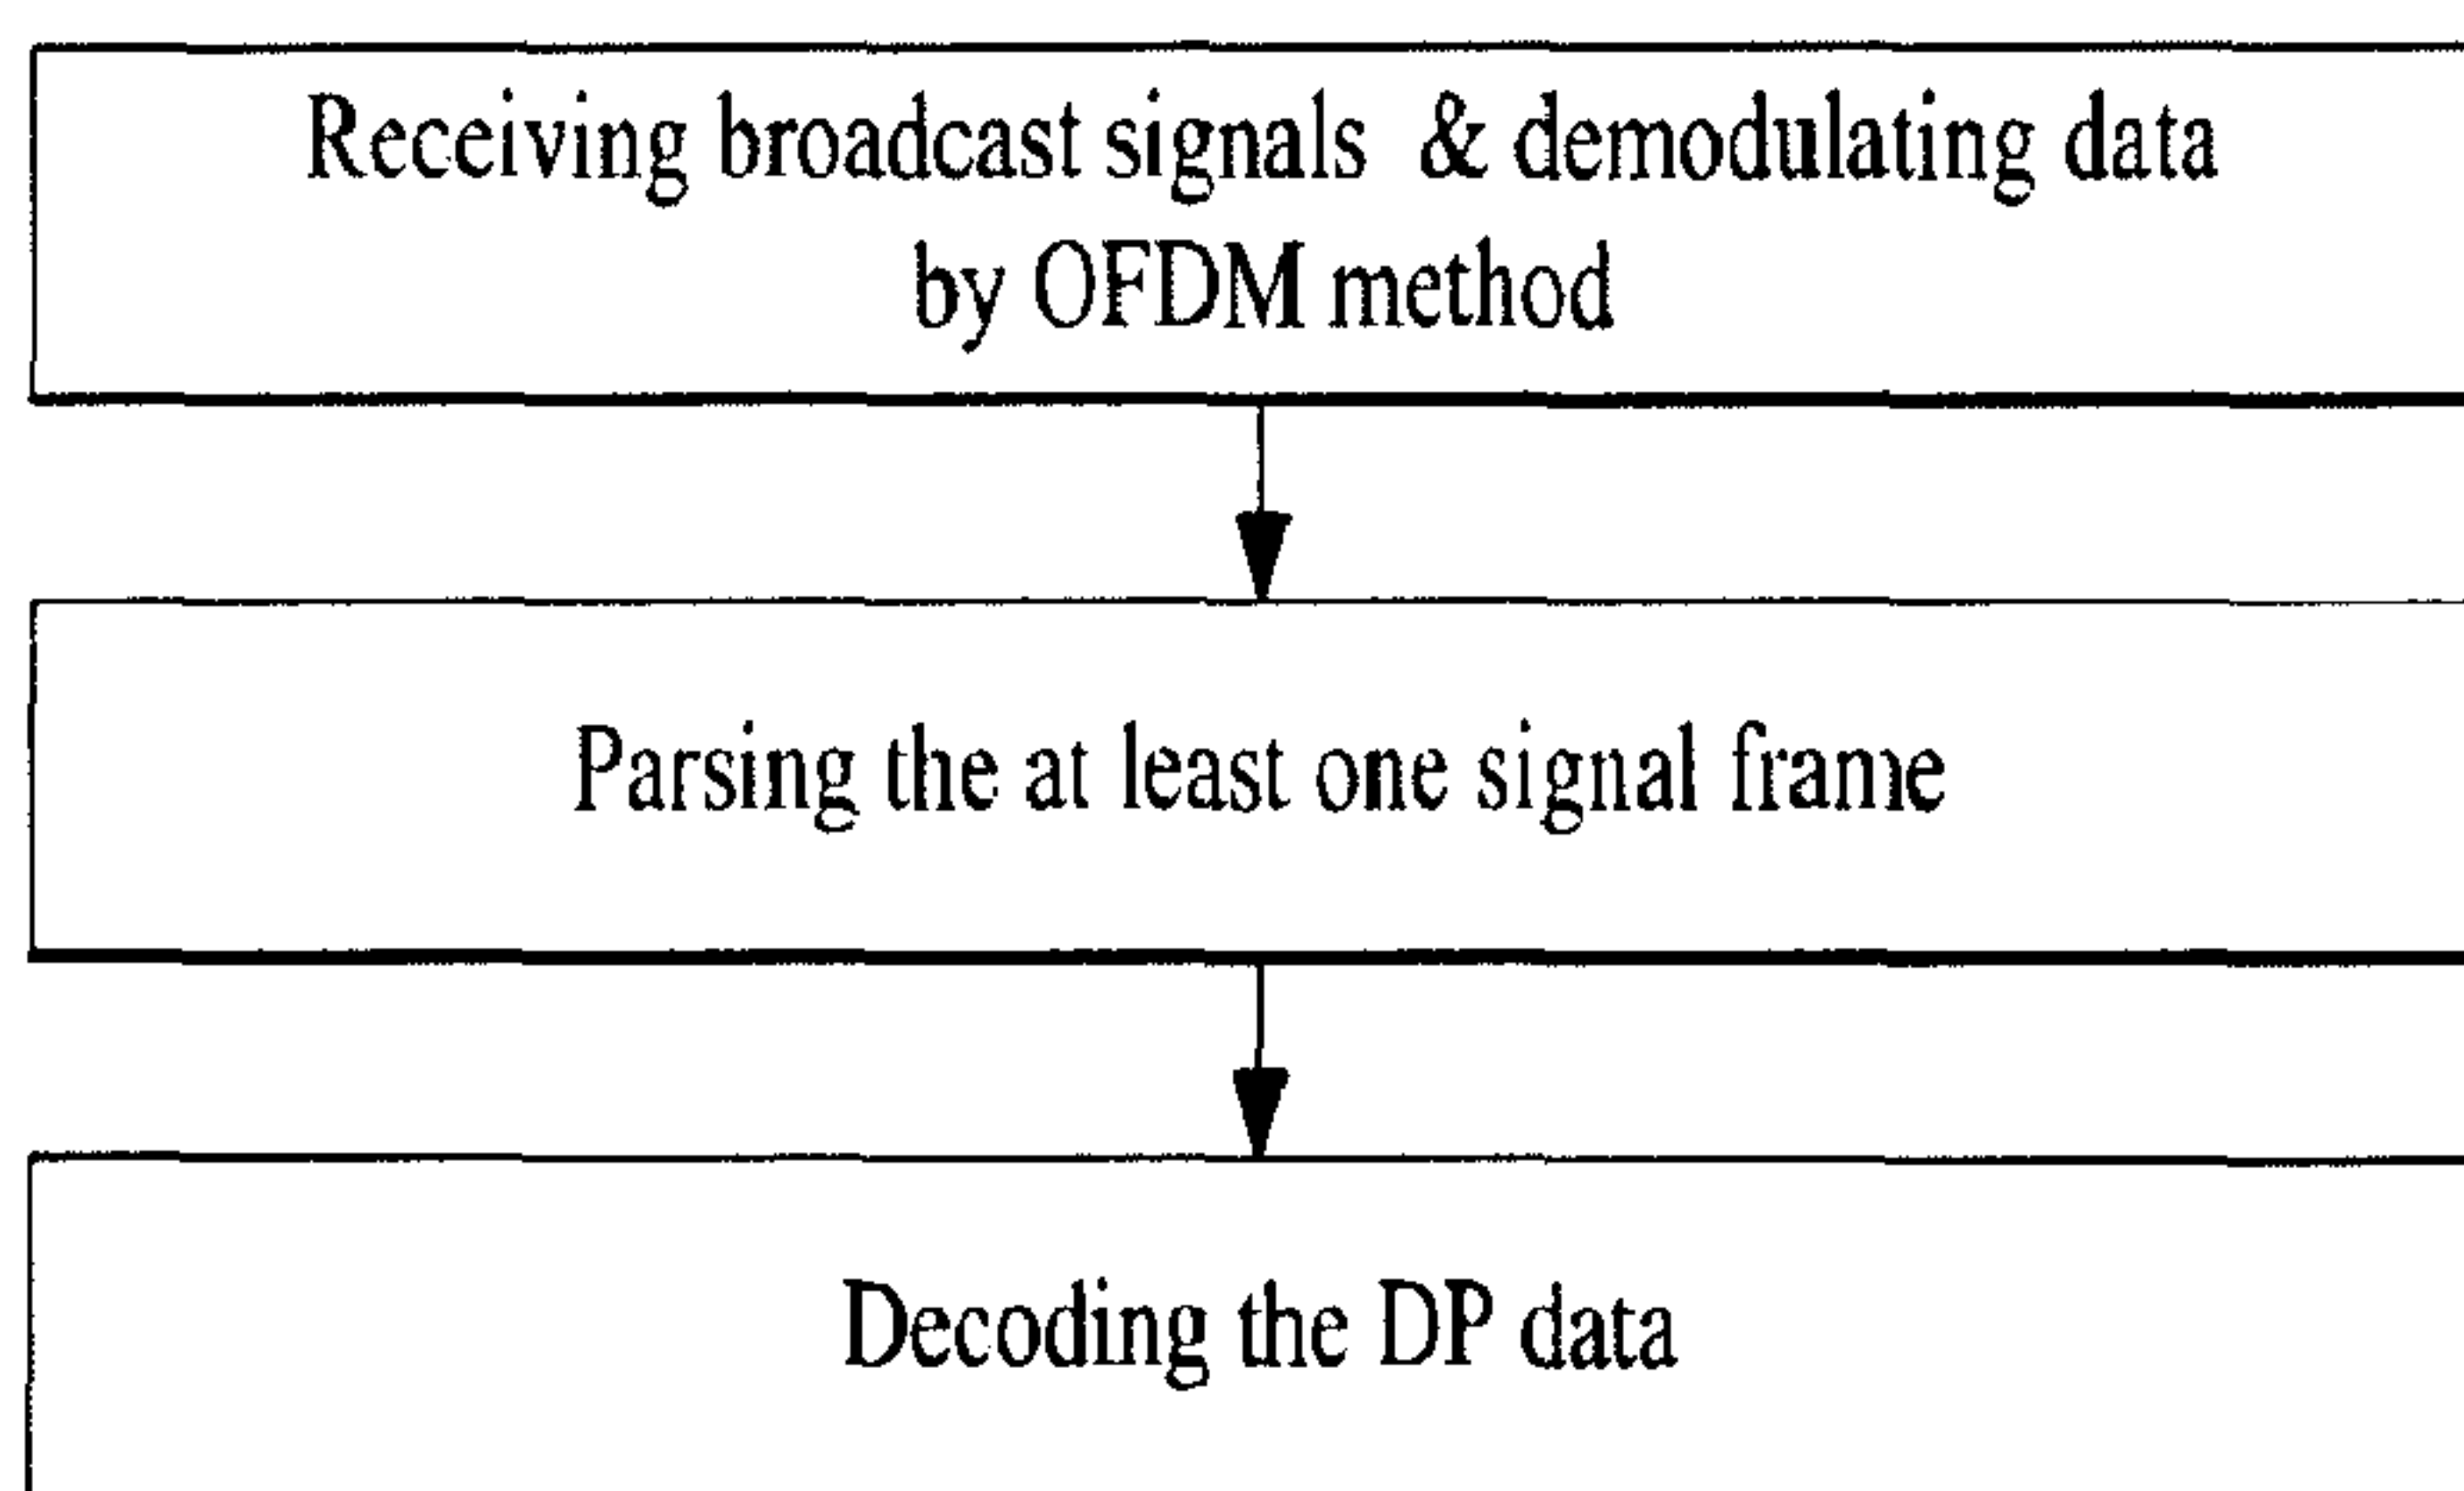 Receiving broadcast signals & demodulating data
by OFDM method
Parsing the at least one signal frame
Decoding the DP data